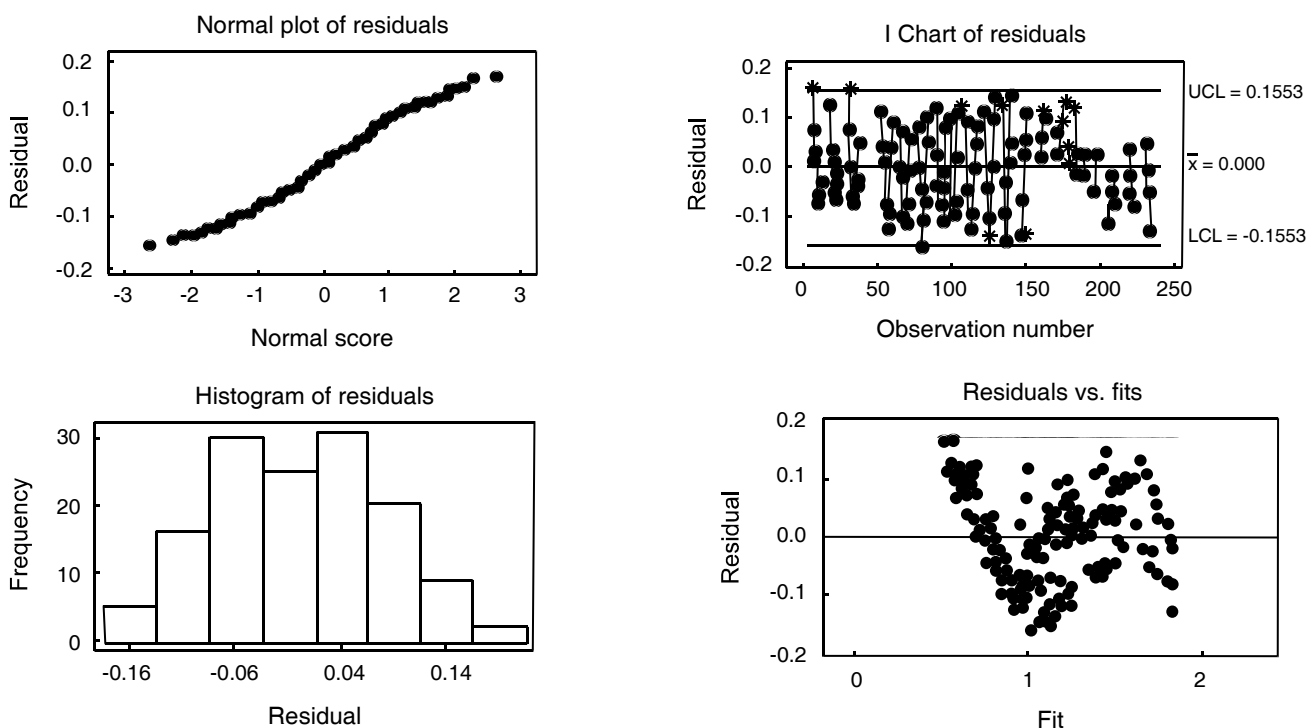 Normal plot of residuals
0.2
0.1
0.0
-0.1
-0.2
Residual
-3 -2 -1 0 1 2 3
Normal score
I Chart of residuals
0.2
0.1
0.0
-0.1
-0.2
Residual
UCL = 0.1553
x̄ = 0.000
LCL = -0.1553
0 50 100 150 200 250
Observation number
Histogram of residuals
30
20
10
0
Frequency
-0.16 -0.06 0.04 0.14
Residual
Residuals vs. fits
0.2
0.1
0.0
-0.1
-0.2
Residual
0 1 2
Fit